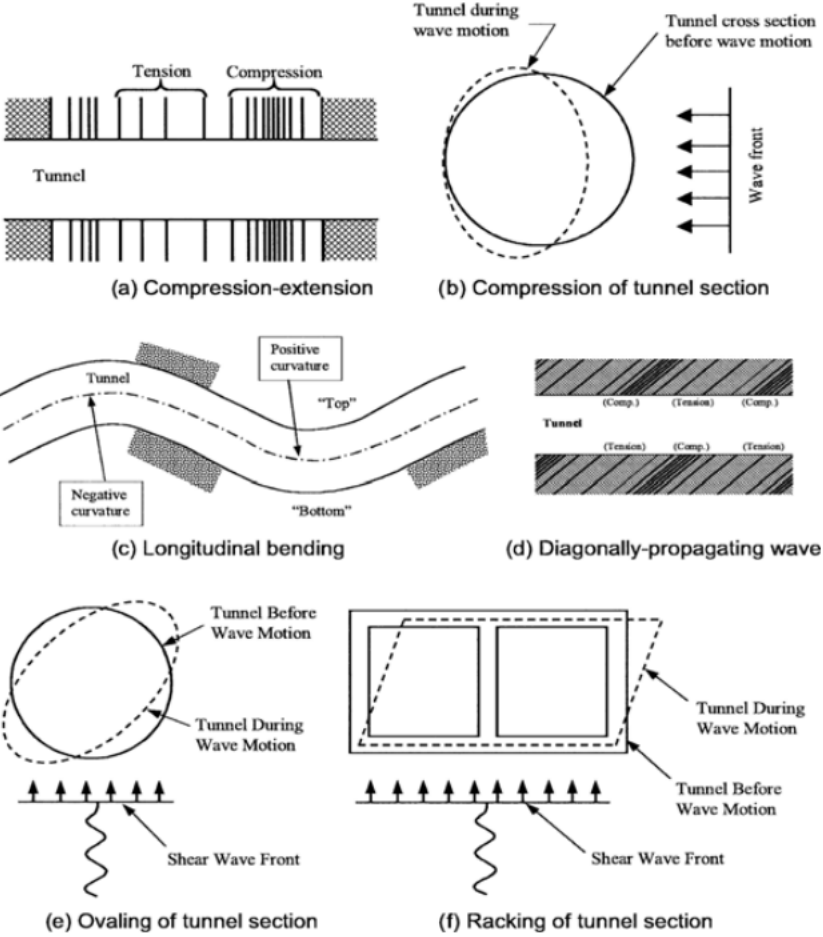 Tunnel during
wave motion
Tunnel cross section
before wave motion
Tension
Compression
Tunnel
Wave front
(a) Compression-extension
(b) Compression of tunnel section
Positive
curvature
Tunnel
"Top"
Negative
curvature
"Bottom"
(Comp.)
(Tension)
(Comp.)
Tunnel
(Tension)
(Comp.)
(Tension)
(c) Longitudinal bending
(d) Diagonally-propagating wave
Tunnel Before
Wave Motion
Tunnel During
Wave Motion
Shear Wave Front
Tunnel During
Wave Motion
Tunnel Before
Wave Motion
Shear Wave Front
(e) Ovaling of tunnel section
(f) Racking of tunnel section